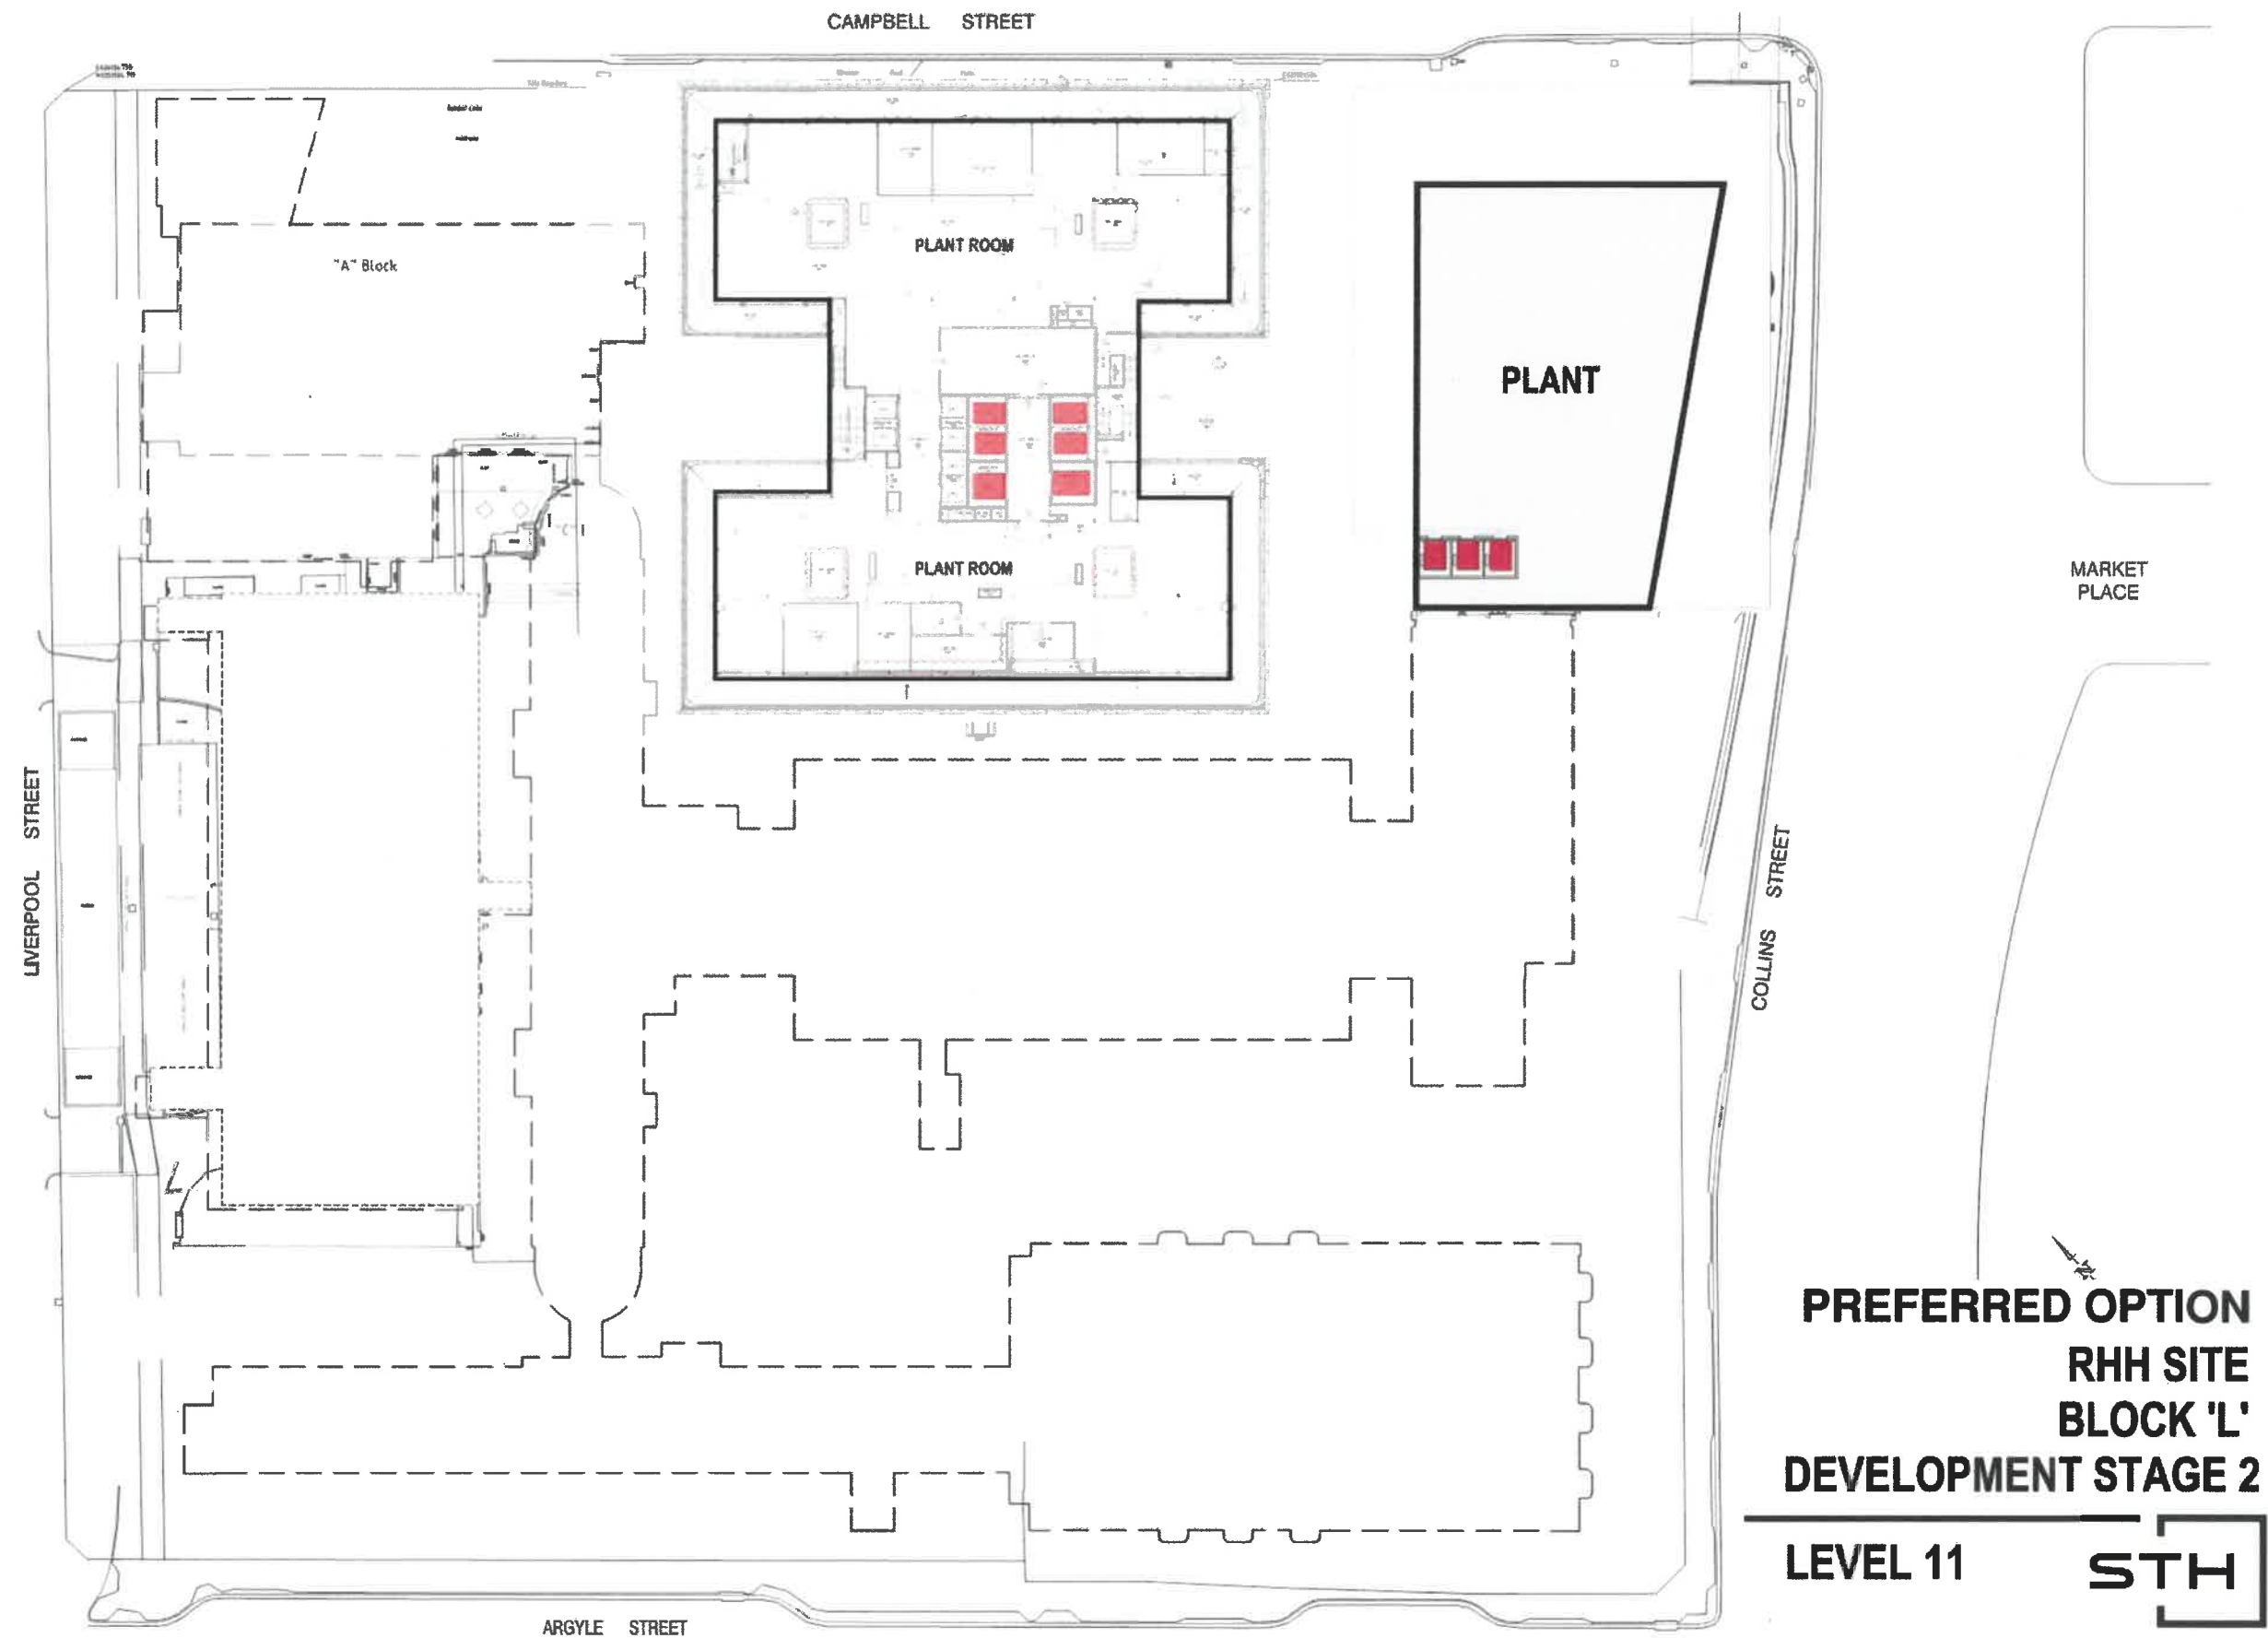 CAMPBELL STREET
"A" Block
PLANT ROOM
PLANT
PLANT ROOM
MARKET
PLACE
LIVERPOOL STREET
COLLINS STREET
PREFERRED OPTION
RHH SITE
BLOCK 'L'
DEVELOPMENT STAGE 2
LEVEL 11
STH
ARGYLE STREET